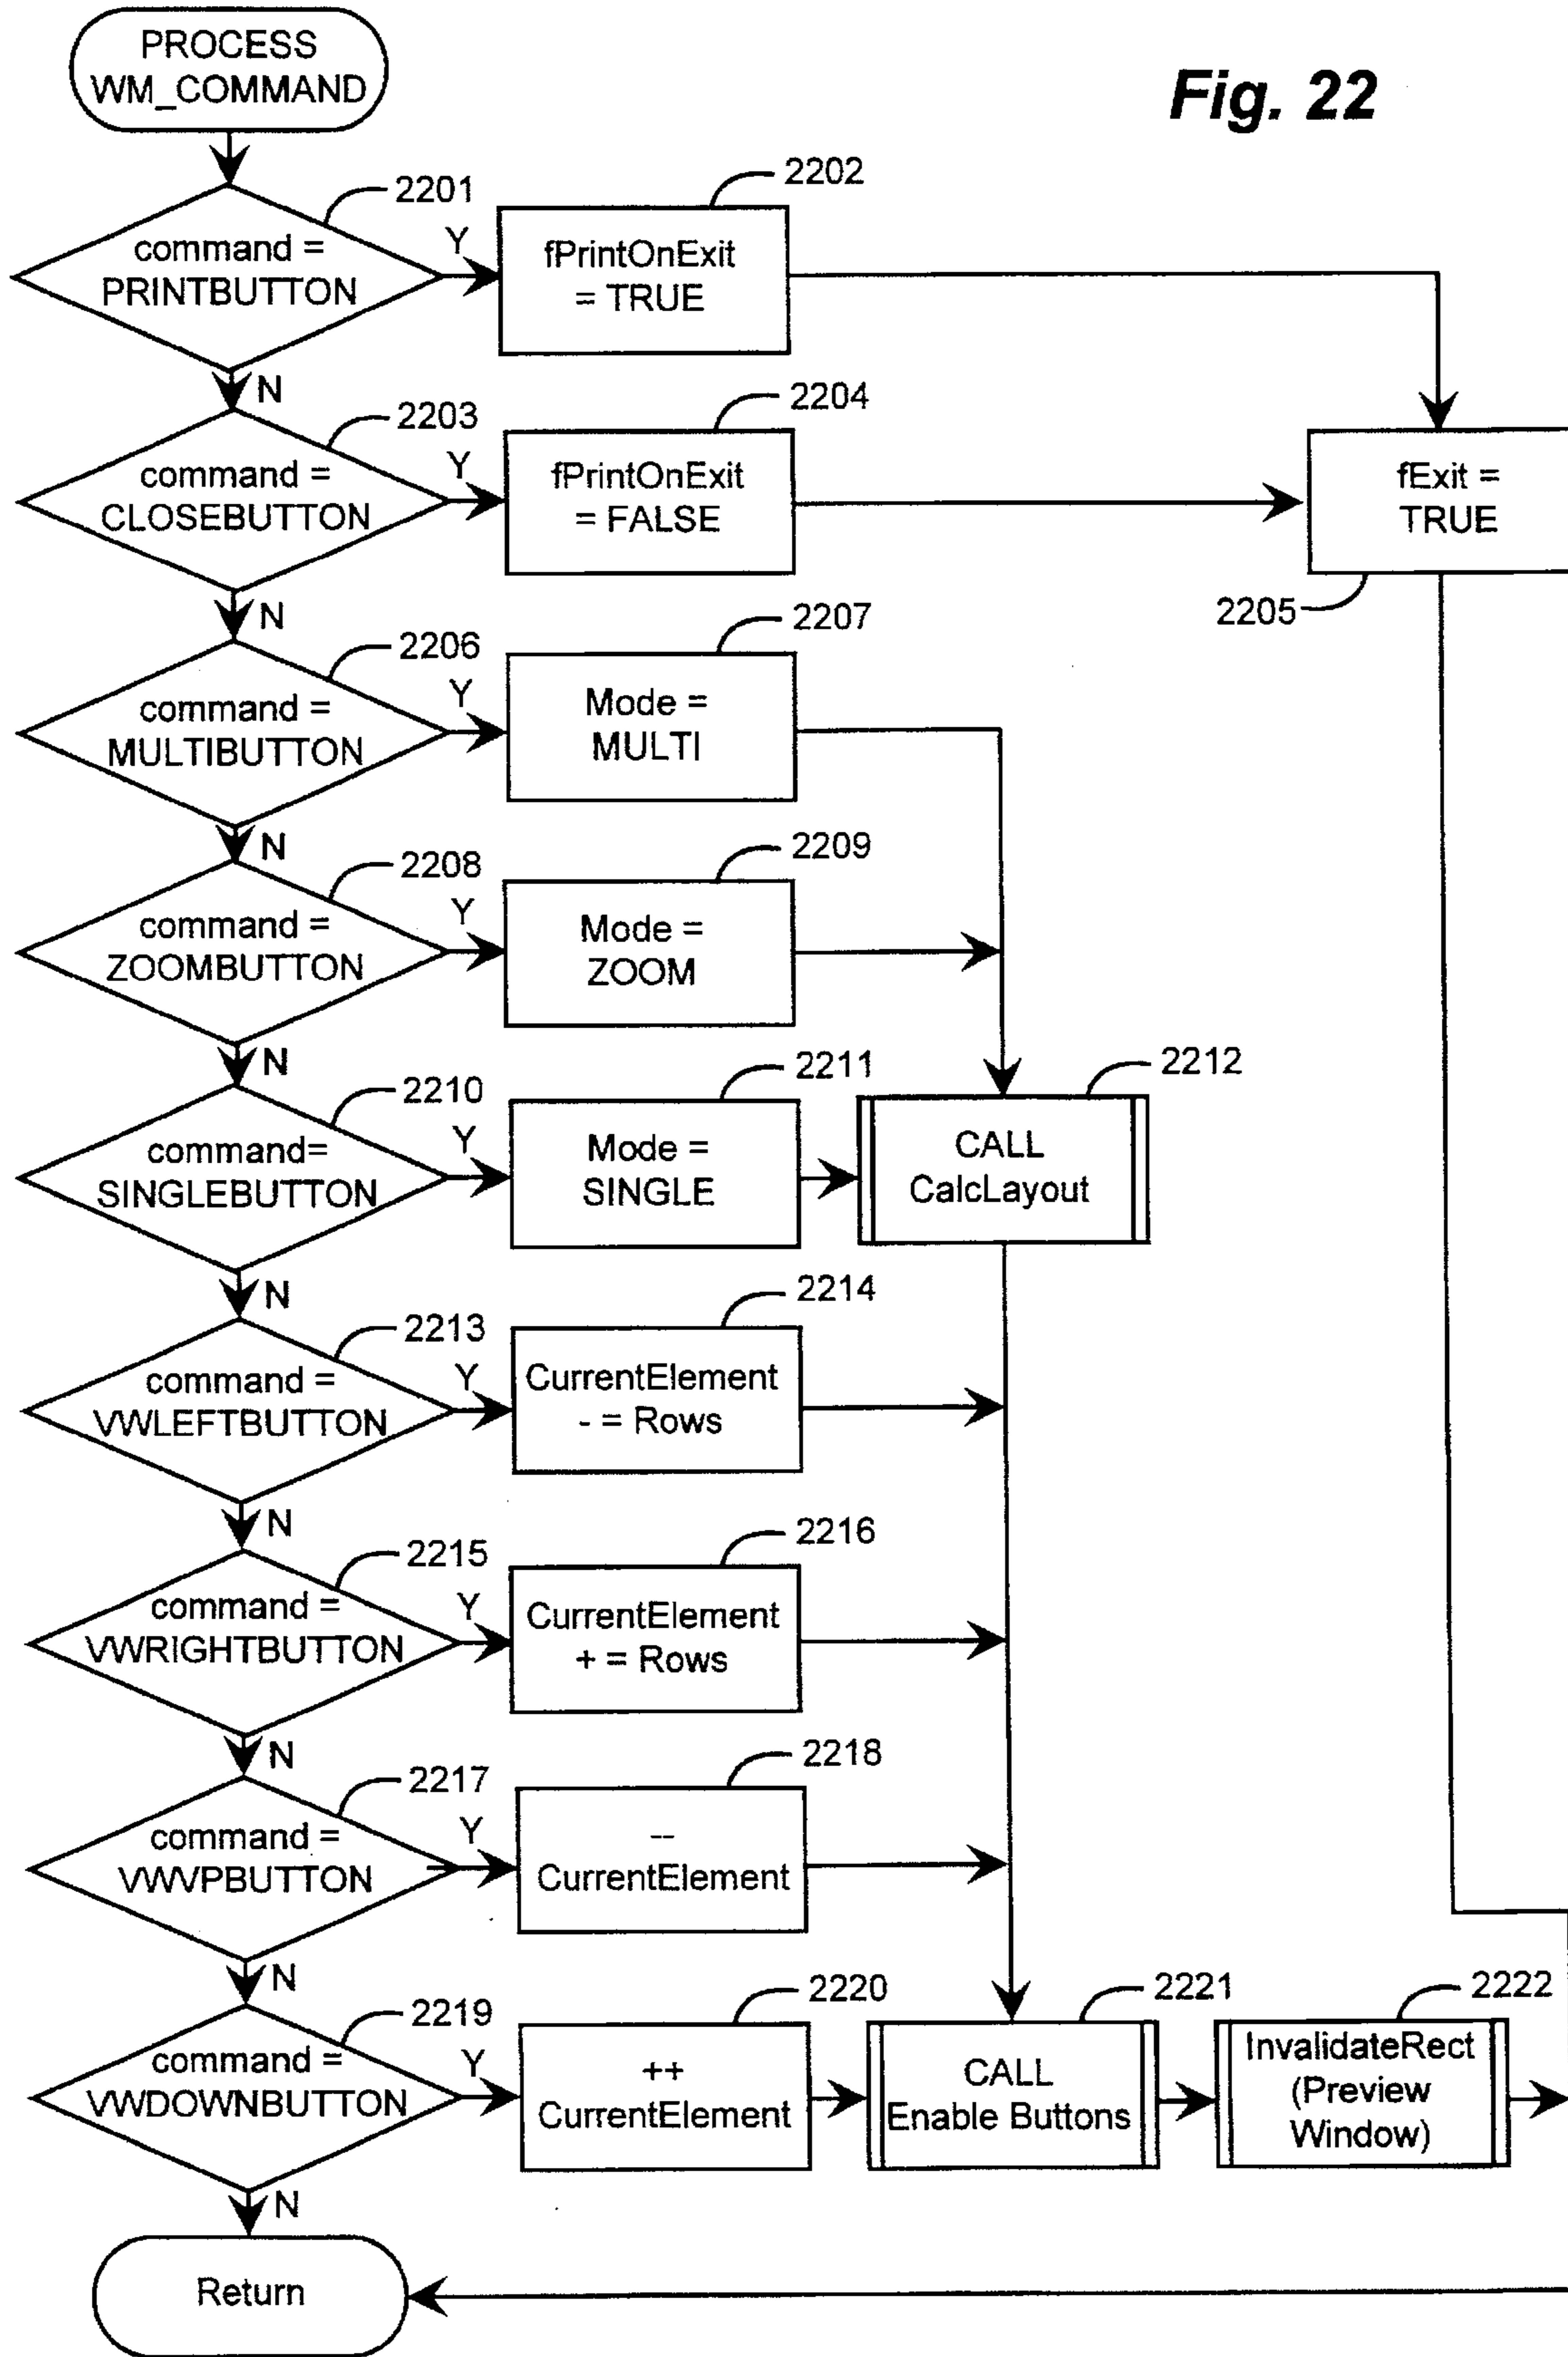 PROCESS
WM_COMMAND
Fig. 22
2201
command =
PRINTBUTTON
Y
2202
fPrintOnExit
= TRUE
N
2203
command =
CLOSEBUTTON
Y
2204
fPrintOnExit
= FALSE
fExit =
TRUE
2205
N
2206
command =
MULTIBUTTON
Y
2207
Mode =
MULTI
N
2208
command =
ZOOMBUTTON
Y
2209
Mode =
ZOOM
N
2210
command=
SINGLEBUTTON
Y
2211
Mode =
SINGLE
2212
CALL
CalcLayout
N
2213
command =
VWLEFTBUTTON
Y
2214
CurrentElement
- = Rows
N
2215
command =
VWRIGHTBUTTON
Y
2216
CurrentElement
+ = Rows
N
2217
command =
VWVPBUTTON
Y
2218
--
CurrentElement
N
2219
command =
VWDOWNBUTTON
Y
2220
++
CurrentElement
2221
CALL
Enable Buttons
2222
InvalidateRect
(Preview
Window)
N
Return